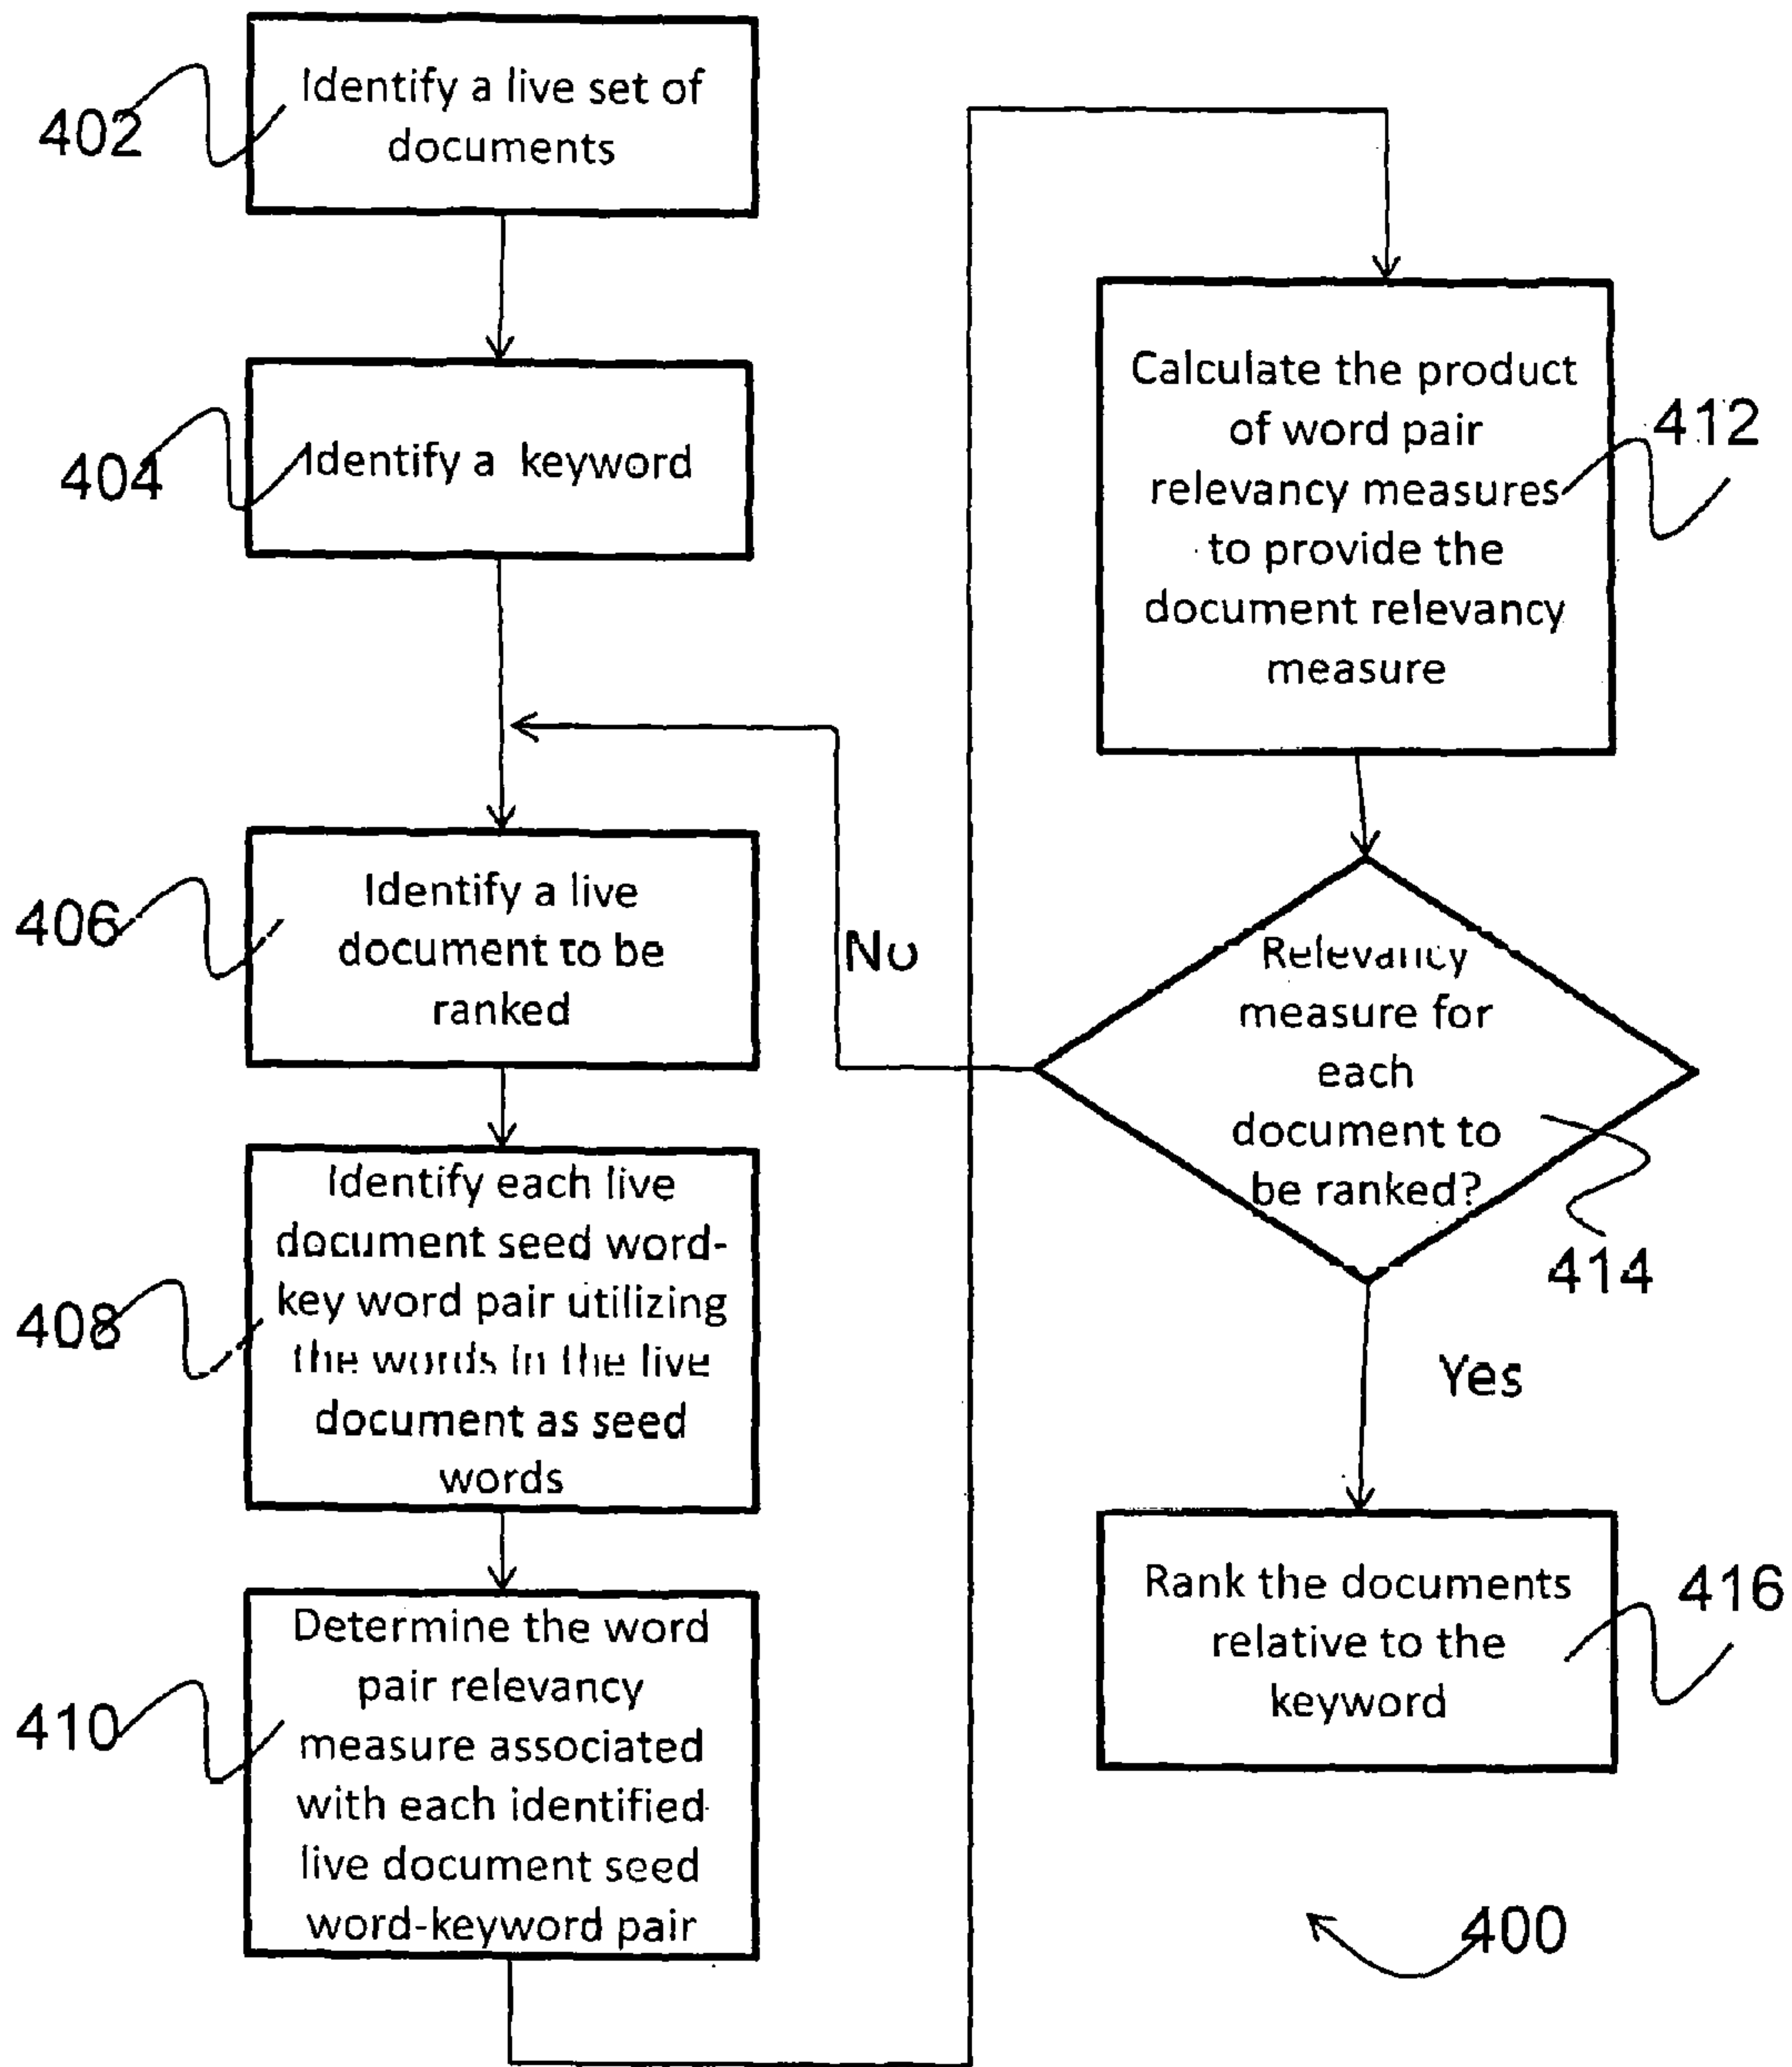 402
Identify a live set of
documents
404
Identify a keyword
406
Identify a live
document to be
ranked
408
Identify each live
document seed word-
key word pair utilizing
the words in the live
document as seed
words
410
Determine the word
pair relevancy
measure associated
with each identified
live document seed
word-keyword pair
Calculate the product
of word pair
relevancy measures
to provide the
document relevancy
measure
412
No
Relevancy
measure for
each
document to
be ranked?
414
Yes
Rank the documents
relative to the
keyword
416
400